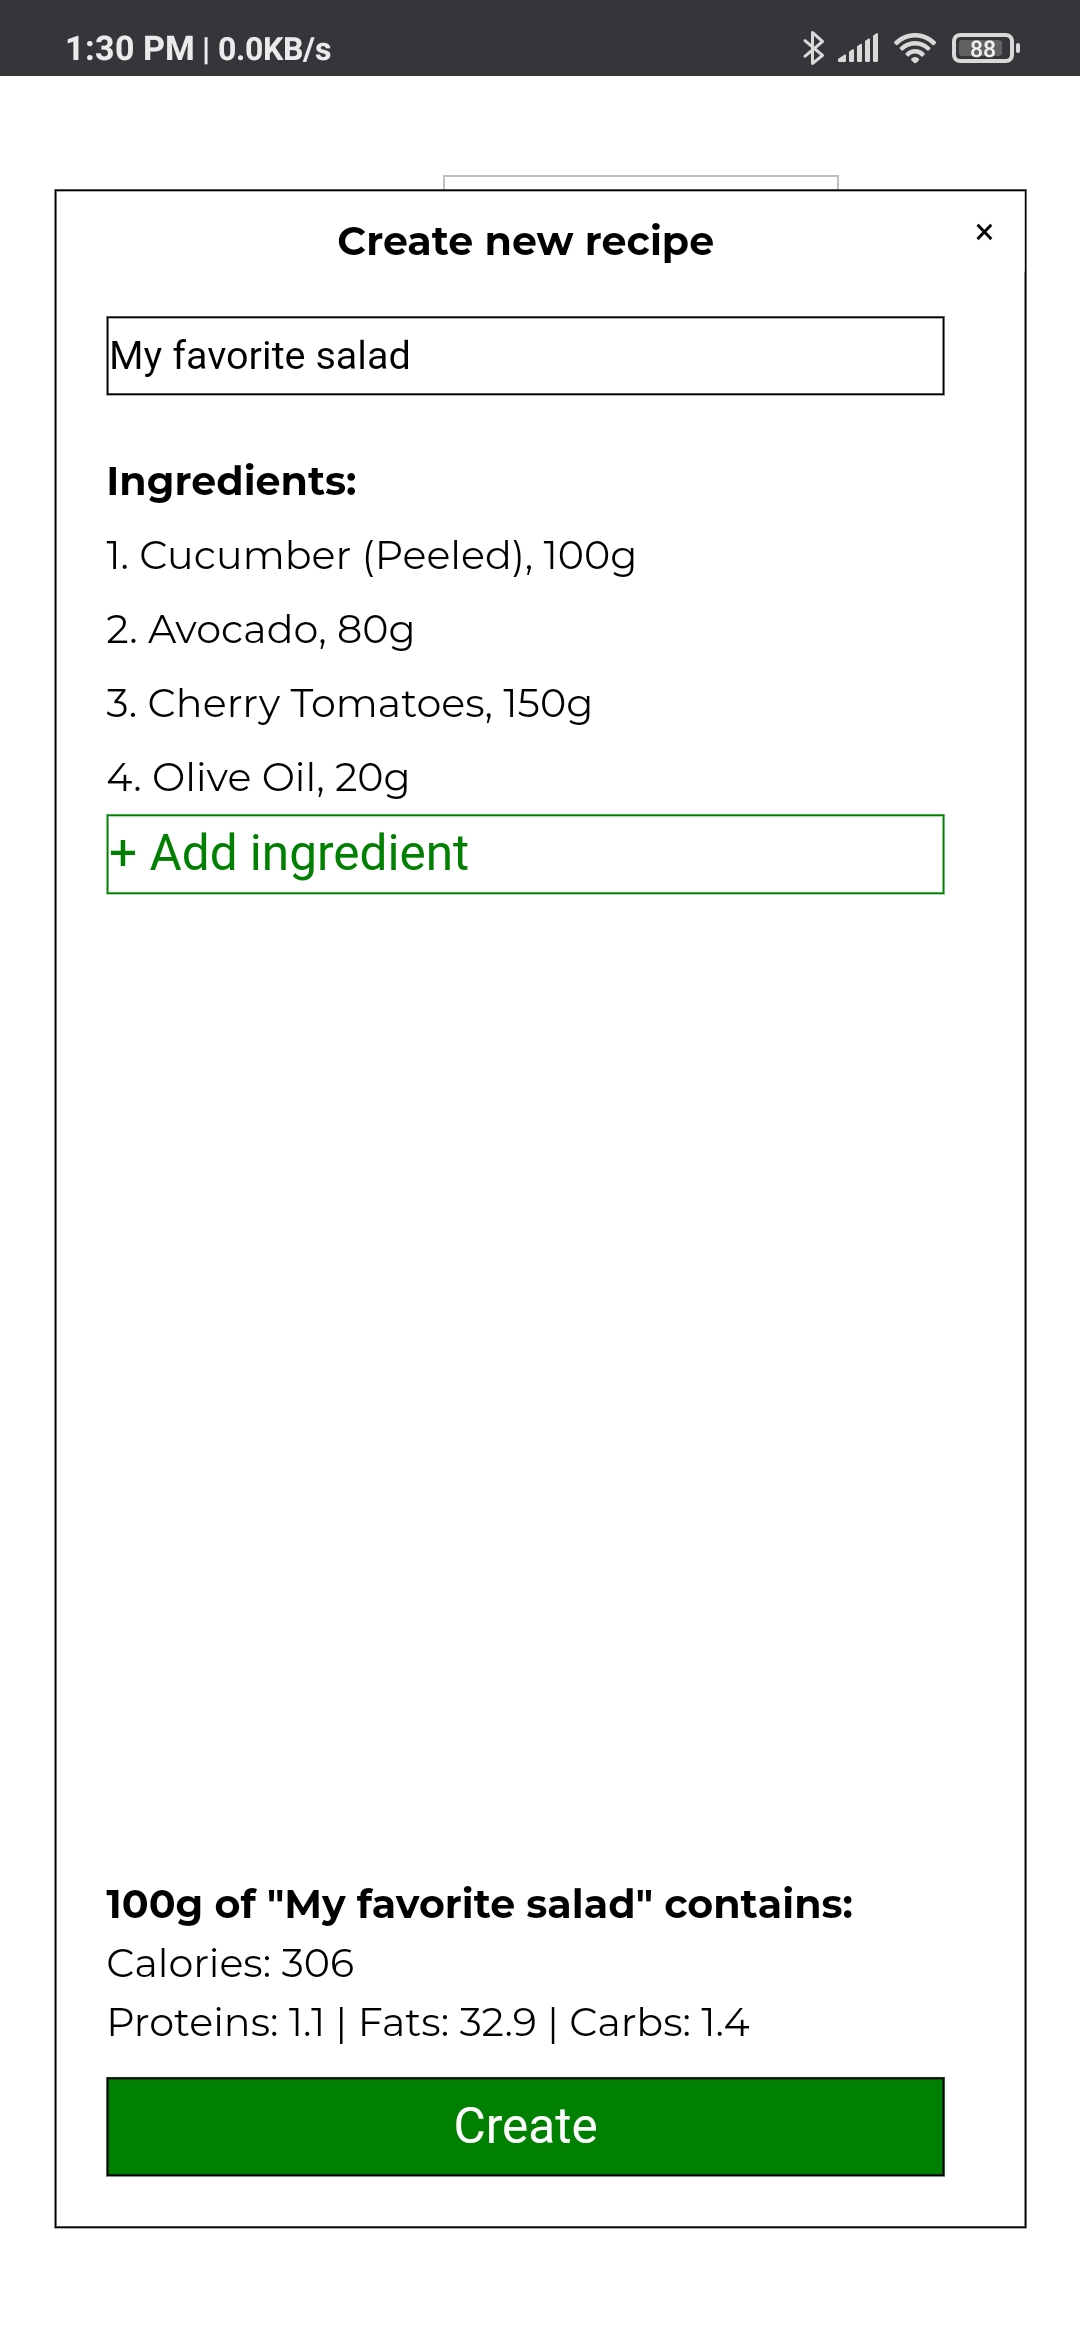 1:30 PM | 0.0KB/s 88
Create new recipe ×
My favorite salad
Ingredients:
1. Cucumber (Peeled), 100g
2. Avocado, 80g
3. Cherry Tomatoes, 150g
4. Olive Oil, 20g
+ Add ingredient
100g of "My favorite salad" contains:
Calories: 306
Proteins: 1.1 | Fats: 32.9 | Carbs: 1.4
Create